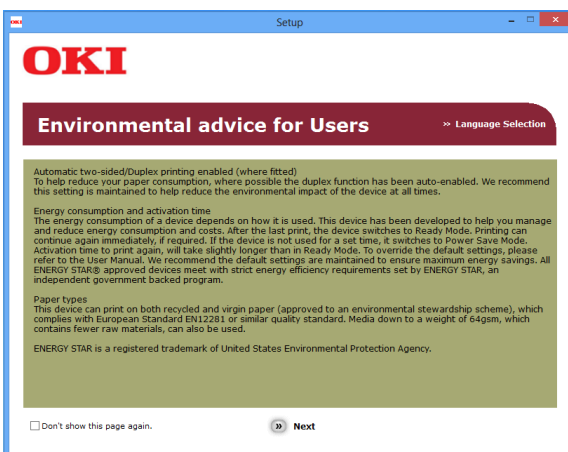 OKI
Setup
OKI
Environmental advice for Users
» Language Selection
Automatic two-sided/Duplex printing enabled (where fitted)
To help reduce your paper consumption, where possible the duplex function has been auto-enabled. We recommend
this setting is maintained to help reduce the environmental impact of the device at all times.
Energy consumption and activation time
The energy consumption of a device depends on how it is used. This device has been developed to help you manage
and reduce energy consumption and costs. After the last print, the device switches to Ready Mode. Printing can
continue again immediately, if required. If the device is not used for a set time, it switches to Power Save Mode.
Activation time to print again, will take slightly longer than in Ready Mode. To override the default settings, please
refer to the User Manual. We recommend the default settings are maintained to ensure maximum energy savings. All
ENERGY STAR® approved devices meet with strict energy efficiency requirements set by ENERGY STAR, an
independent government backed program.
Paper types
This device can print on both recycled and virgin paper (approved to an environmental stewardship scheme), which
complies with European Standard EN12281 or similar quality standard. Media down to a weight of 64gsm, which
contains fewer raw materials, can also be used.
ENERGY STAR is a registered trademark of United States Environmental Protection Agency.
Don't show this page again.
» Next